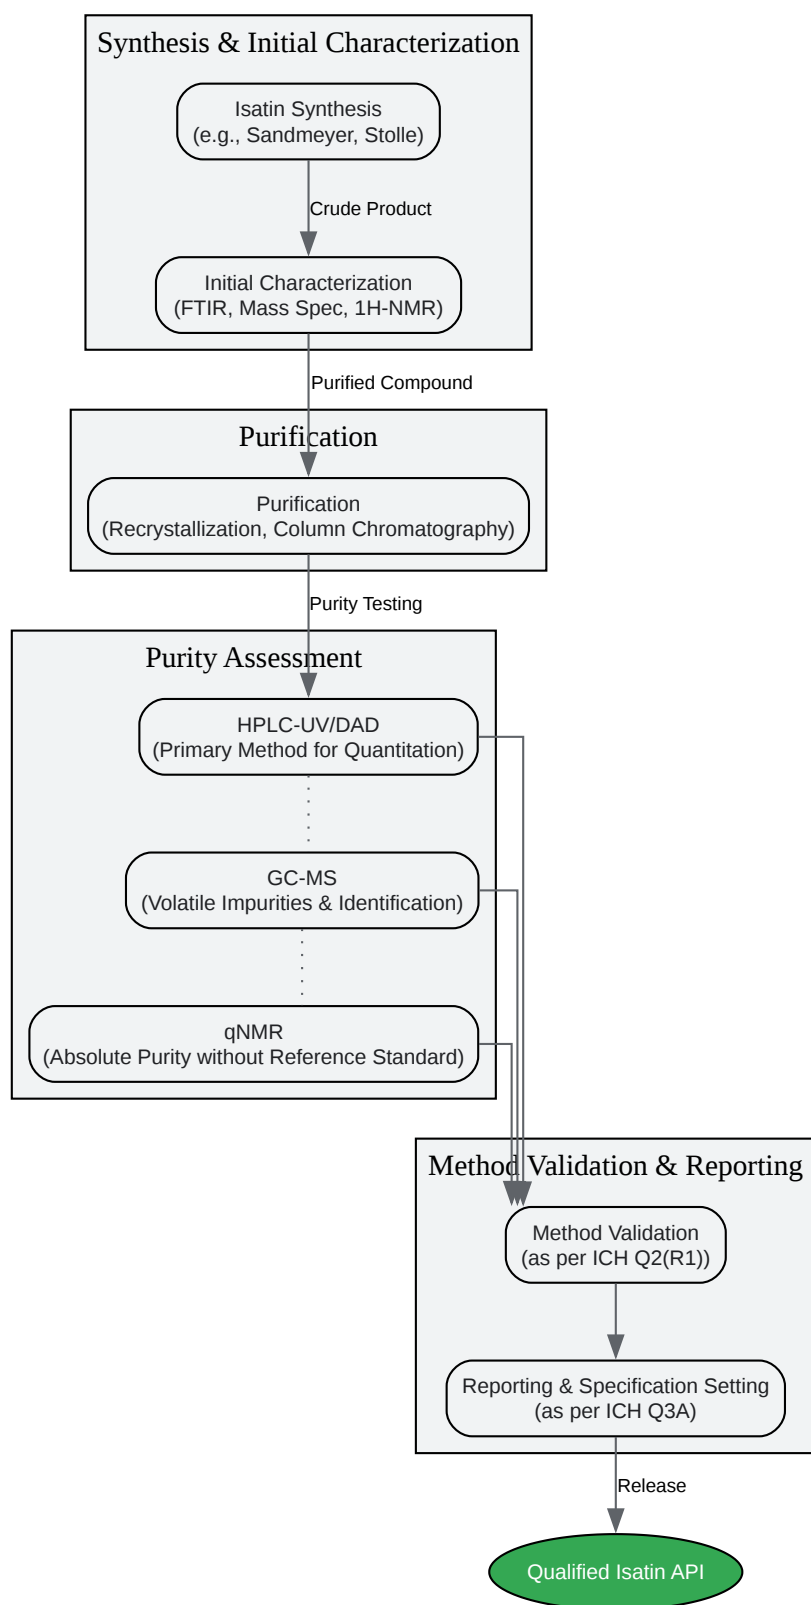 Synthesis & Initial Characterization
Isatin Synthesis
(e.g., Sandmeyer, Stolle)
Crude Product
Initial Characterization
(FTIR, Mass Spec, 1H-NMR)
Purified Compound
Purification
Purification
(Recrystallization, Column Chromatography)
Purity Testing
Purity Assessment
HPLC-UV/DAD
(Primary Method for Quantitation)
GC-MS
(Volatile Impurities & Identification)
qNMR
(Absolute Purity without Reference Standard)
Method Validation & Reporting
Method Validation
(as per ICH Q2(R1))
Reporting & Specification Setting
(as per ICH Q3A)
Release
Qualified Isatin API